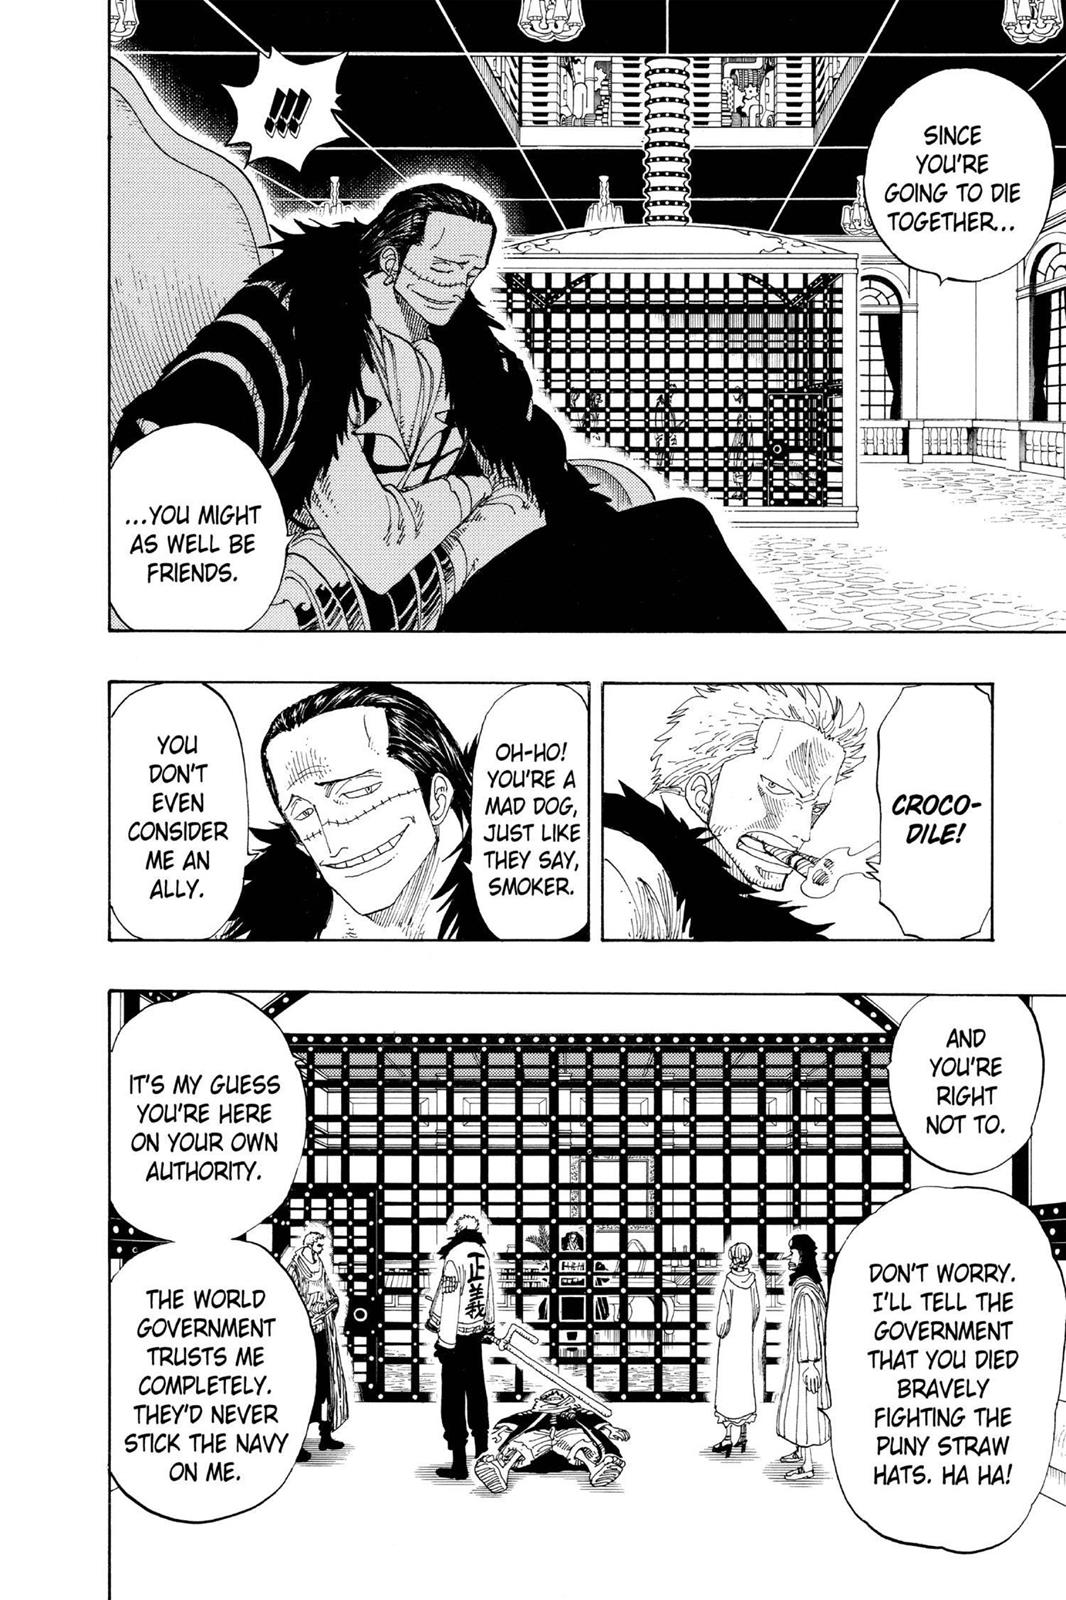 SINCE
YOU'RE
GOING TO DIE
TOGETHER...
!!!
...YOU MIGHT
AS WELL BE
FRIENDS.
CROCO-
DILE!
OH-HO!
YOU'RE A
MAD DOG,
JUST LIKE
THEY SAY,
SMOKER.
YOU
DON'T
EVEN
CONSIDER
ME AN
ALLY.
AND
YOU'RE
RIGHT
NOT TO.
IT'S MY GUESS
YOU'RE HERE
ON YOUR OWN
AUTHORITY.
THE WORLD
GOVERNMENT
TRUSTS ME
COMPLETELY.
THEY'D NEVER
STICK THE NAVY
ON ME.
DON'T WORRY.
I'LL TELL THE
GOVERNMENT
THAT YOU DIED
BRAVELY
FIGHTING THE
PUNY STRAW
HATS. HA HA!
正義